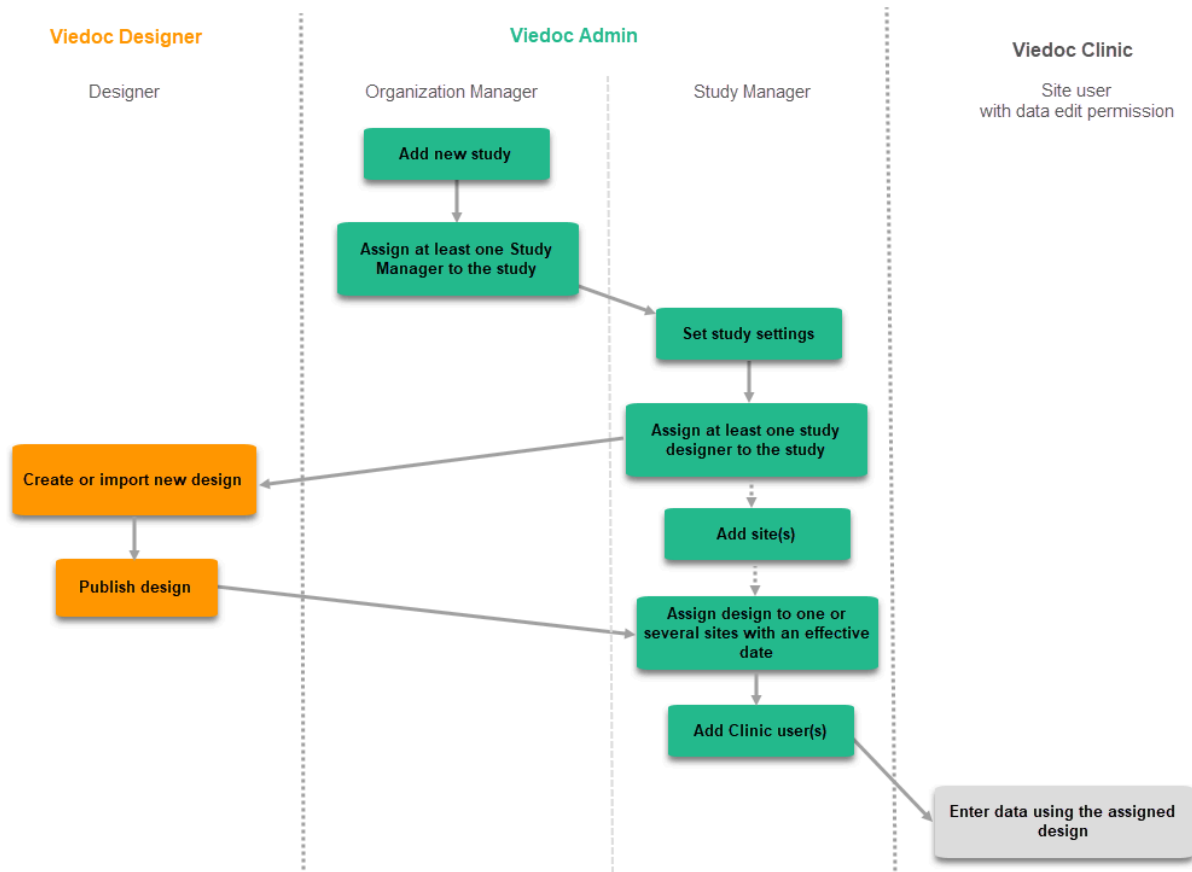 Viedoc Designer
Viedoc Admin
Viedoc Clinic
Designer
Organization Manager
Study Manager
Site user
with data edit permission
Add new study
Assign at least one Study
Manager to the study
Set study settings
Assign at least one study
designer to the study
Create or import new design
Add site(s)
Publish design
Assign design to one or
several sites with an effective
date
Add Clinic user(s)
Enter data using the assigned
design